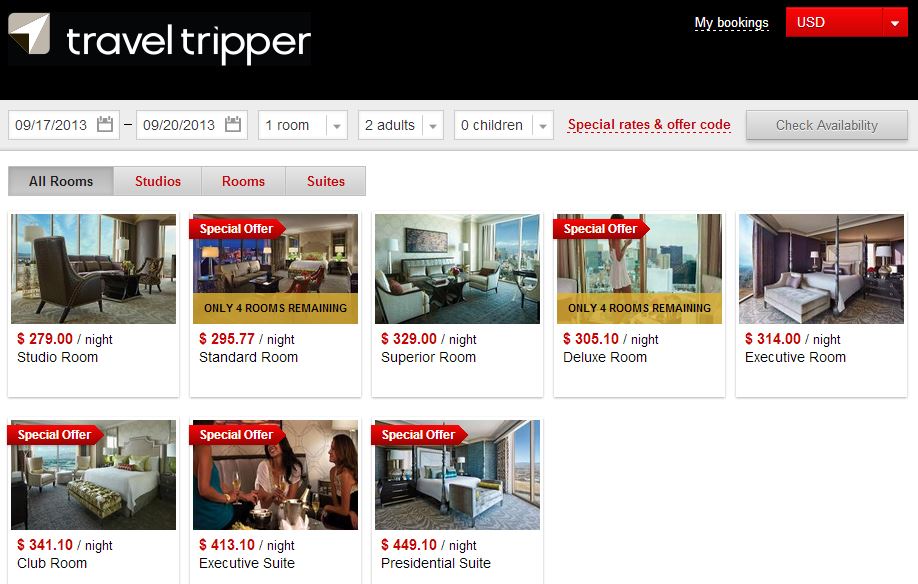 travel tripper
My bookings
USD
09/17/2013 – 09/20/2013 1 room 2 adults 0 children Special rates & offer code Check Availability
All Rooms Studios Rooms Suites
$ 279.00 / night
Studio Room
Special Offer
ONLY 4 ROOMS REMAINING
$ 295.77 / night
Standard Room
$ 329.00 / night
Superior Room
Special Offer
ONLY 4 ROOMS REMAINING
$ 305.10 / night
Deluxe Room
$ 314.00 / night
Executive Room
Special Offer
$ 341.10 / night
Club Room
Special Offer
$ 413.10 / night
Executive Suite
Special Offer
$ 449.10 / night
Presidential Suite